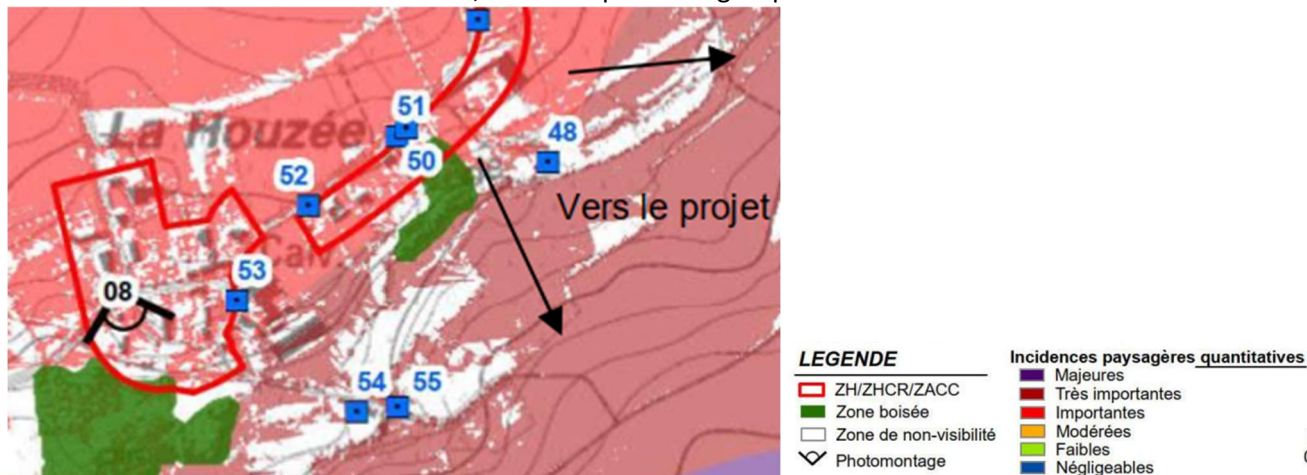 La Houzée
51
50
48
52
Vers le projet
53
08
54
55
LEGENDE
ZH/ZHCR/ZACC
Zone boisée
Zone de non-visibilité
Photomontage
Incidences paysagères quantitatives
Majeures
Très importantes
Importantes
Modérées
Faibles
Négligeables